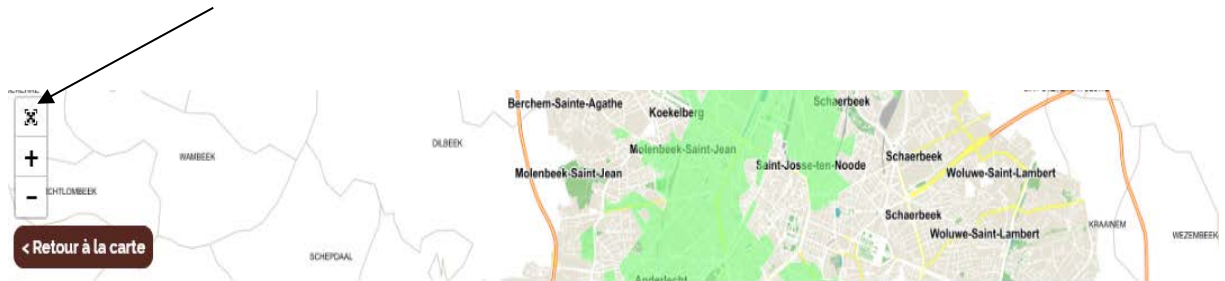 Berchem-Sainte-Agathe
Schaerbeek
Koekelberg
+
DILBEEK
Molenbeek-Saint-Jean
WAMBEEK
Schaerbeek
Saint-Josse-ten-Noode
Molenbeek-Saint-Jean
Woluwe-Saint-Lambert
-
CHTLOMBEEK
Schaerbeek
KRAAINEM
Woluwe-Saint-Lambert
WEZEMBEEK
< Retour à la carte
SCHEPDAAL
Anderlecht